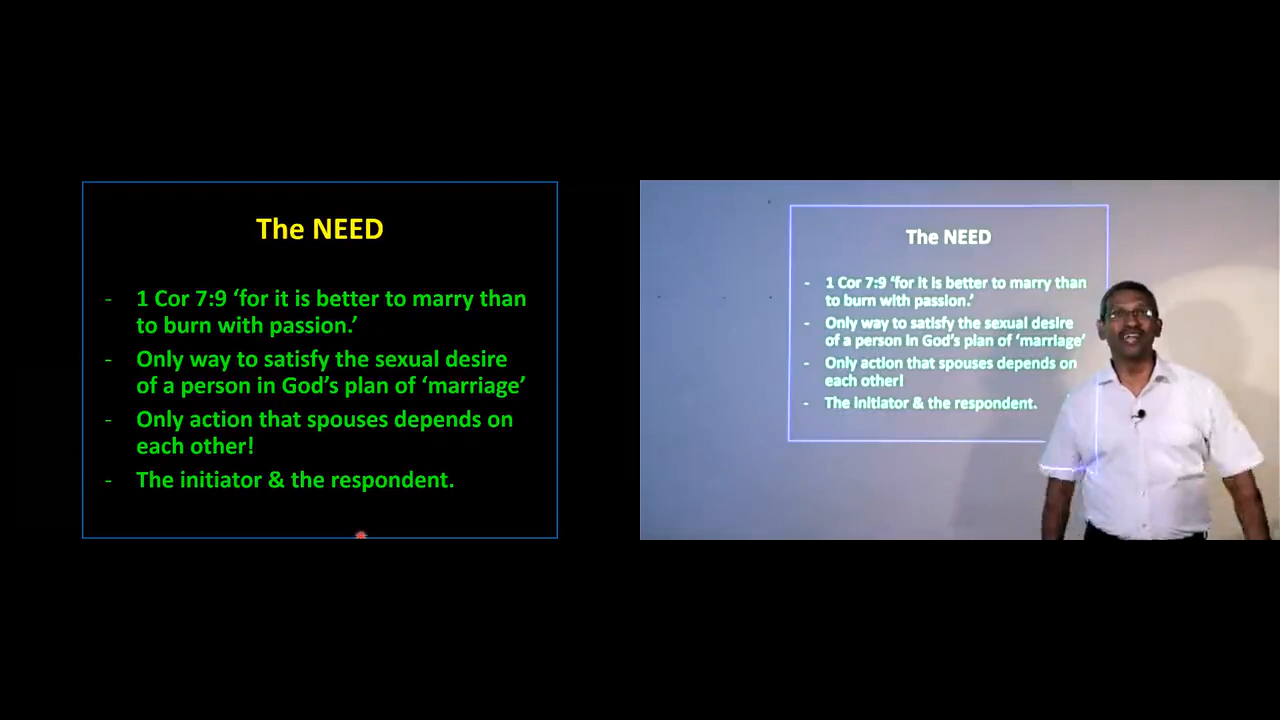 The NEED
- 1 Cor 7:9 ‘for it is better to marry than
to burn with passion.’
- Only way to satisfy the sexual desire
of a person in God’s plan of ‘marriage’
- Only action that spouses depends on
each other!
- The initiator & the respondent.
The NEED
- 1 Cor 7:9 ‘for it is better to marry than
to burn with passion.’
- Only way to satisfy the sexual desire
of a person in God’s plan of ‘marriage’
- Only action that spouses depends on
each other!
- The initiator & the respondent.